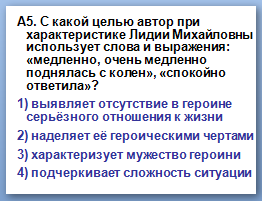 А5. С какой целью автор при
характеристике Лидии Михайловны
использует слова и выражения:
«медленно, очень медленно
поднялась с колен», «спокойно
ответила»?
1) выявляет отсутствие в героине
серьёзного отношения к жизни
2) наделяет её героическими чертами
3) характеризует мужество героини
4) подчеркивает сложность ситуации